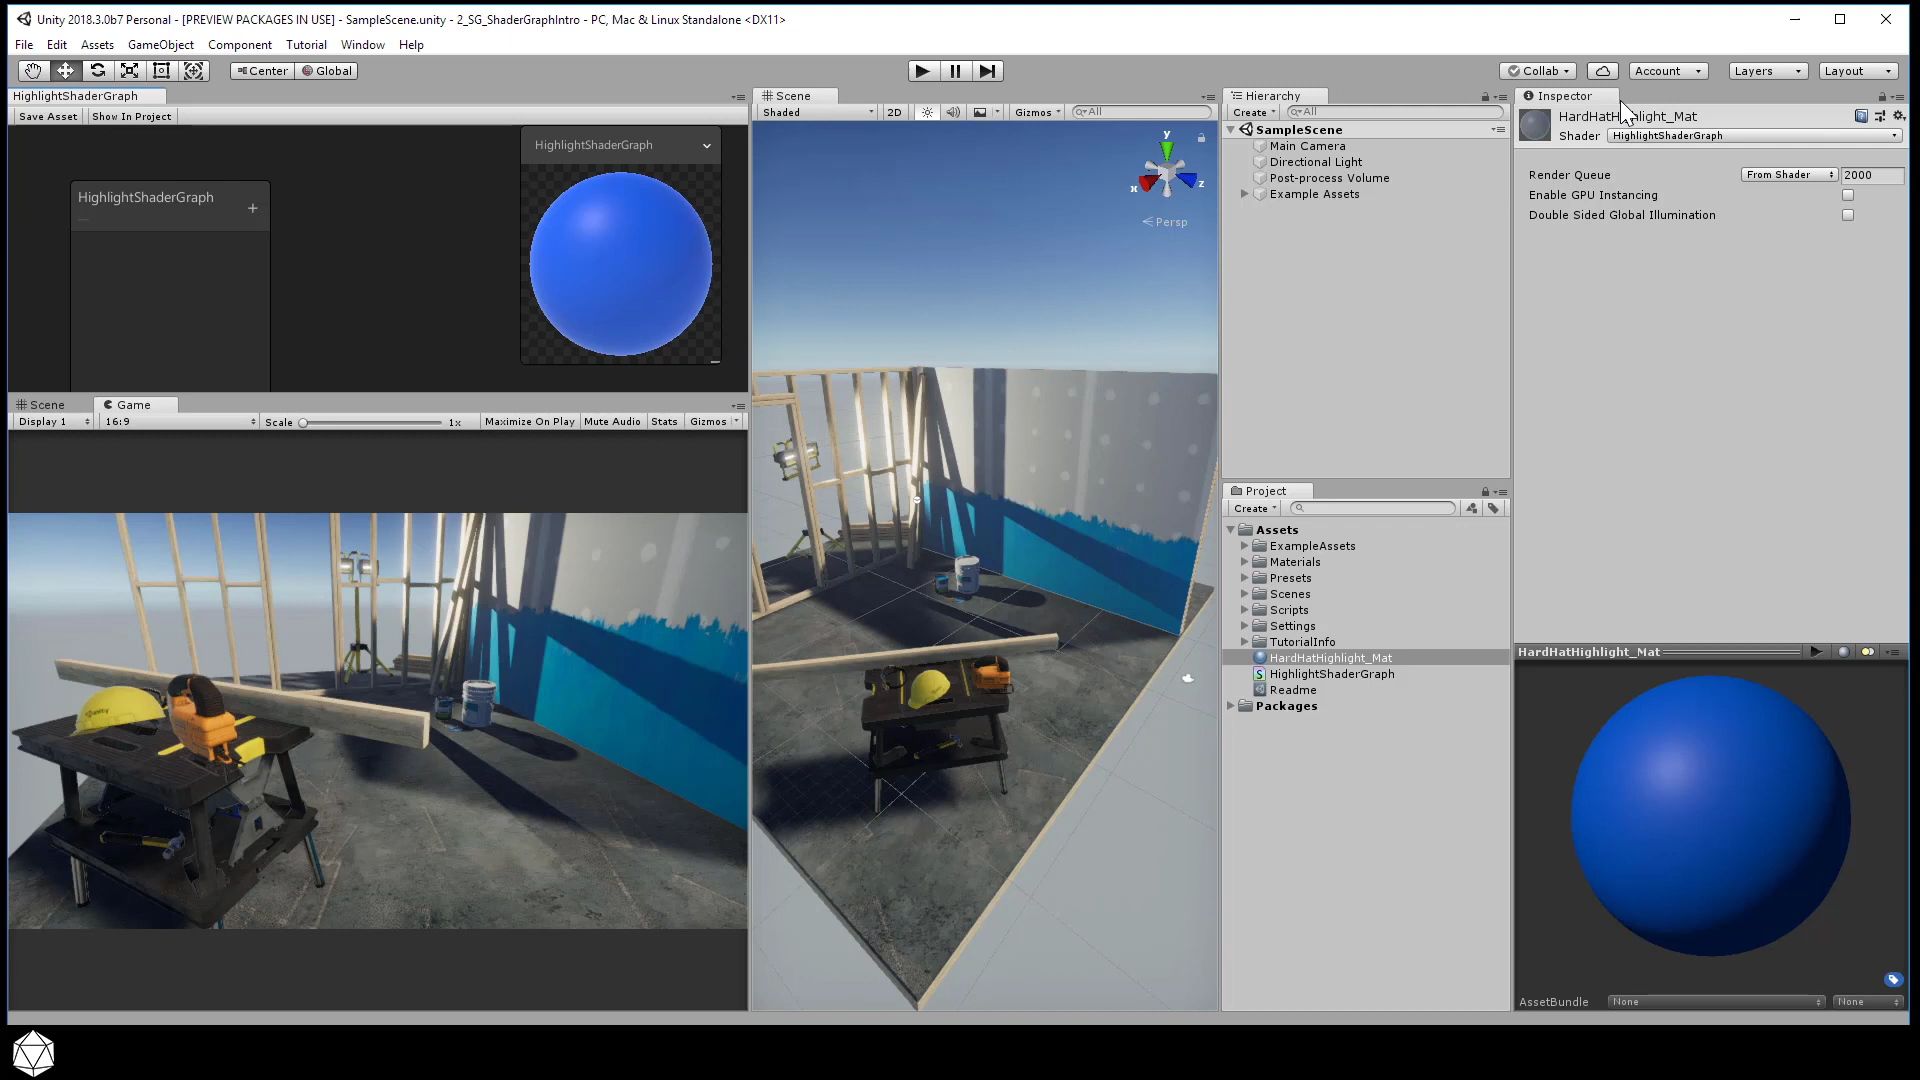 Unity 2018.3.0b7 Personal - [PREVIEW PACKAGES IN USE] - SampleScene.unity - 2_SG_ShaderGraphIntro - PC, Mac & Linux Standalone <DX11>
File Edit Assets GameObject Component Tutorial Window Help
Center Global Collab Account Layers Layout
HighlightShaderGraph
Save Asset Show In Project
HighlightShaderGraph
HighlightShaderGraph
Scene Game
Display 1 16:9 Scale 1x Maximize On Play Mute Audio Stats Gizmos
Scene
Shaded 2D Gizmos All
y
x z
Persp
Hierarchy
Create All
SampleScene
Main Camera
Directional Light
Post-process Volume
Example Assets
Project
Create
Assets
ExampleAssets
Materials
Presets
Scenes
Scripts
Settings
TutorialInfo
HardHatHighlight_Mat
HighlightShaderGraph
Readme
Packages
Inspector
HardHatHighlight_Mat
Shader HighlightShaderGraph
Render Queue From Shader 2000
Enable GPU Instancing
Double Sided Global Illumination
HardHatHighlight_Mat
AssetBundle None None